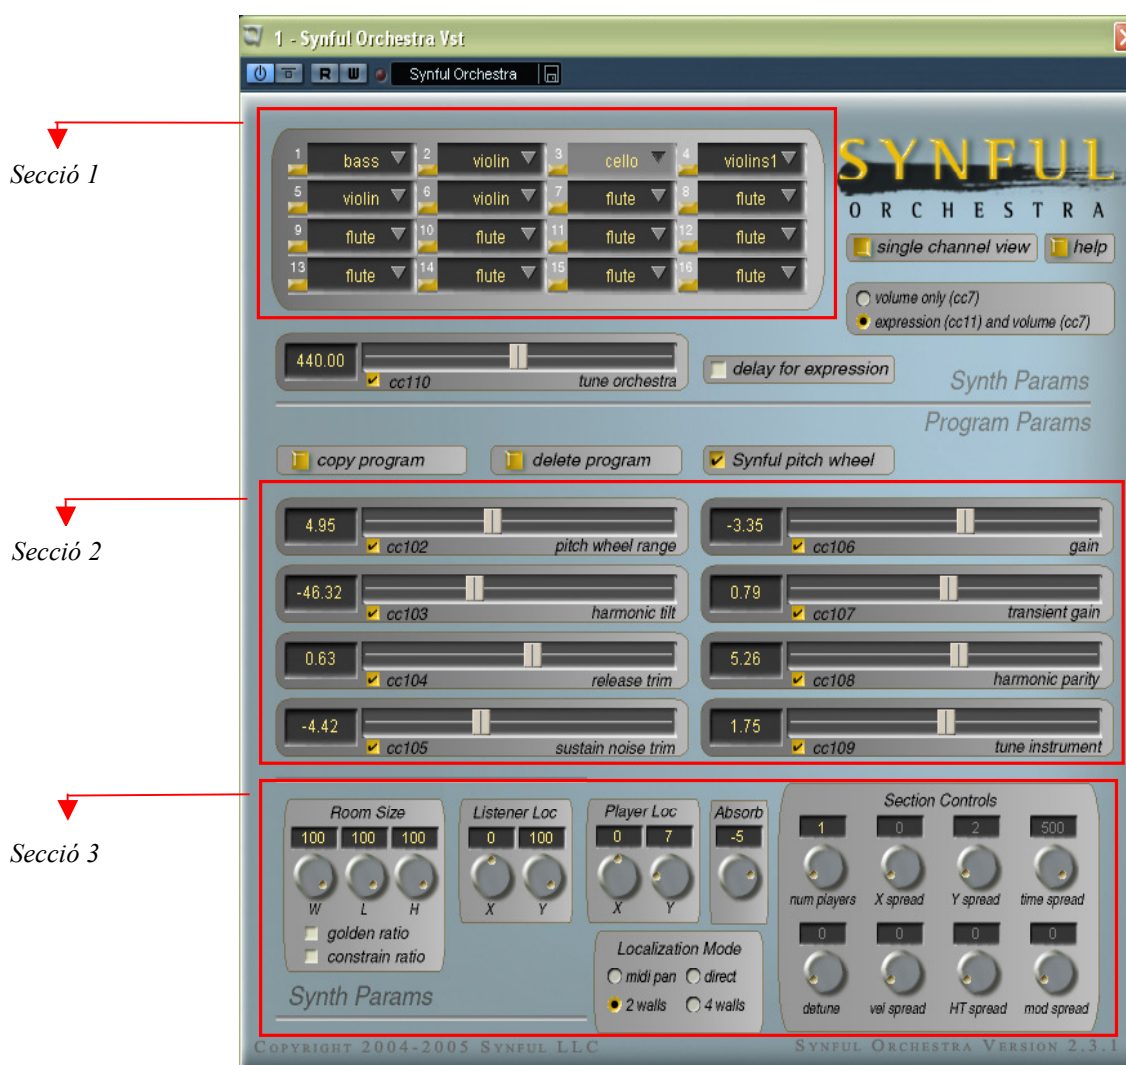 1 - Synful Orchestra Vst
R W Synful Orchestra
Secció 1
1 bass 2 violin 3 cello 4 violins1
5 violin 6 violin 7 flute 8 flute
9 flute 10 flute 11 flute 12 flute
13 flute 14 flute 15 flute 16 flute
SYNFUL
ORCHESTRA
single channel view help
volume only (cc7)
expression (cc11) and volume (cc7)
440.00 cc110 tune orchestra
delay for expression
Synth Params
Program Params
copy program delete program Synful pitch wheel
Secció 2
4.95 cc102 pitch wheel range
-3.35 cc106 gain
-46.32 cc103 harmonic tilt
0.79 cc107 transient gain
0.63 cc104 release trim
5.26 cc108 harmonic parity
-4.42 cc105 sustain noise trim
1.75 cc109 tune instrument
Secció 3
Room Size
100 100 100
W L H
golden ratio
constrain ratio
Listener Loc
0 100
X Y
Player Loc
0 7
X Y
Absorb
-5
Localization Mode
midi pan direct
2 walls 4 walls
Section Controls
1 0 2 500
num players X spread Y spread time spread
0 0 0 0
detune vel spread HT spread mod spread
Synth Params
COPYRIGHT 2004-2005 SYNFUL LLC
SYNFUL ORCHESTRA VERSION 2.3.1